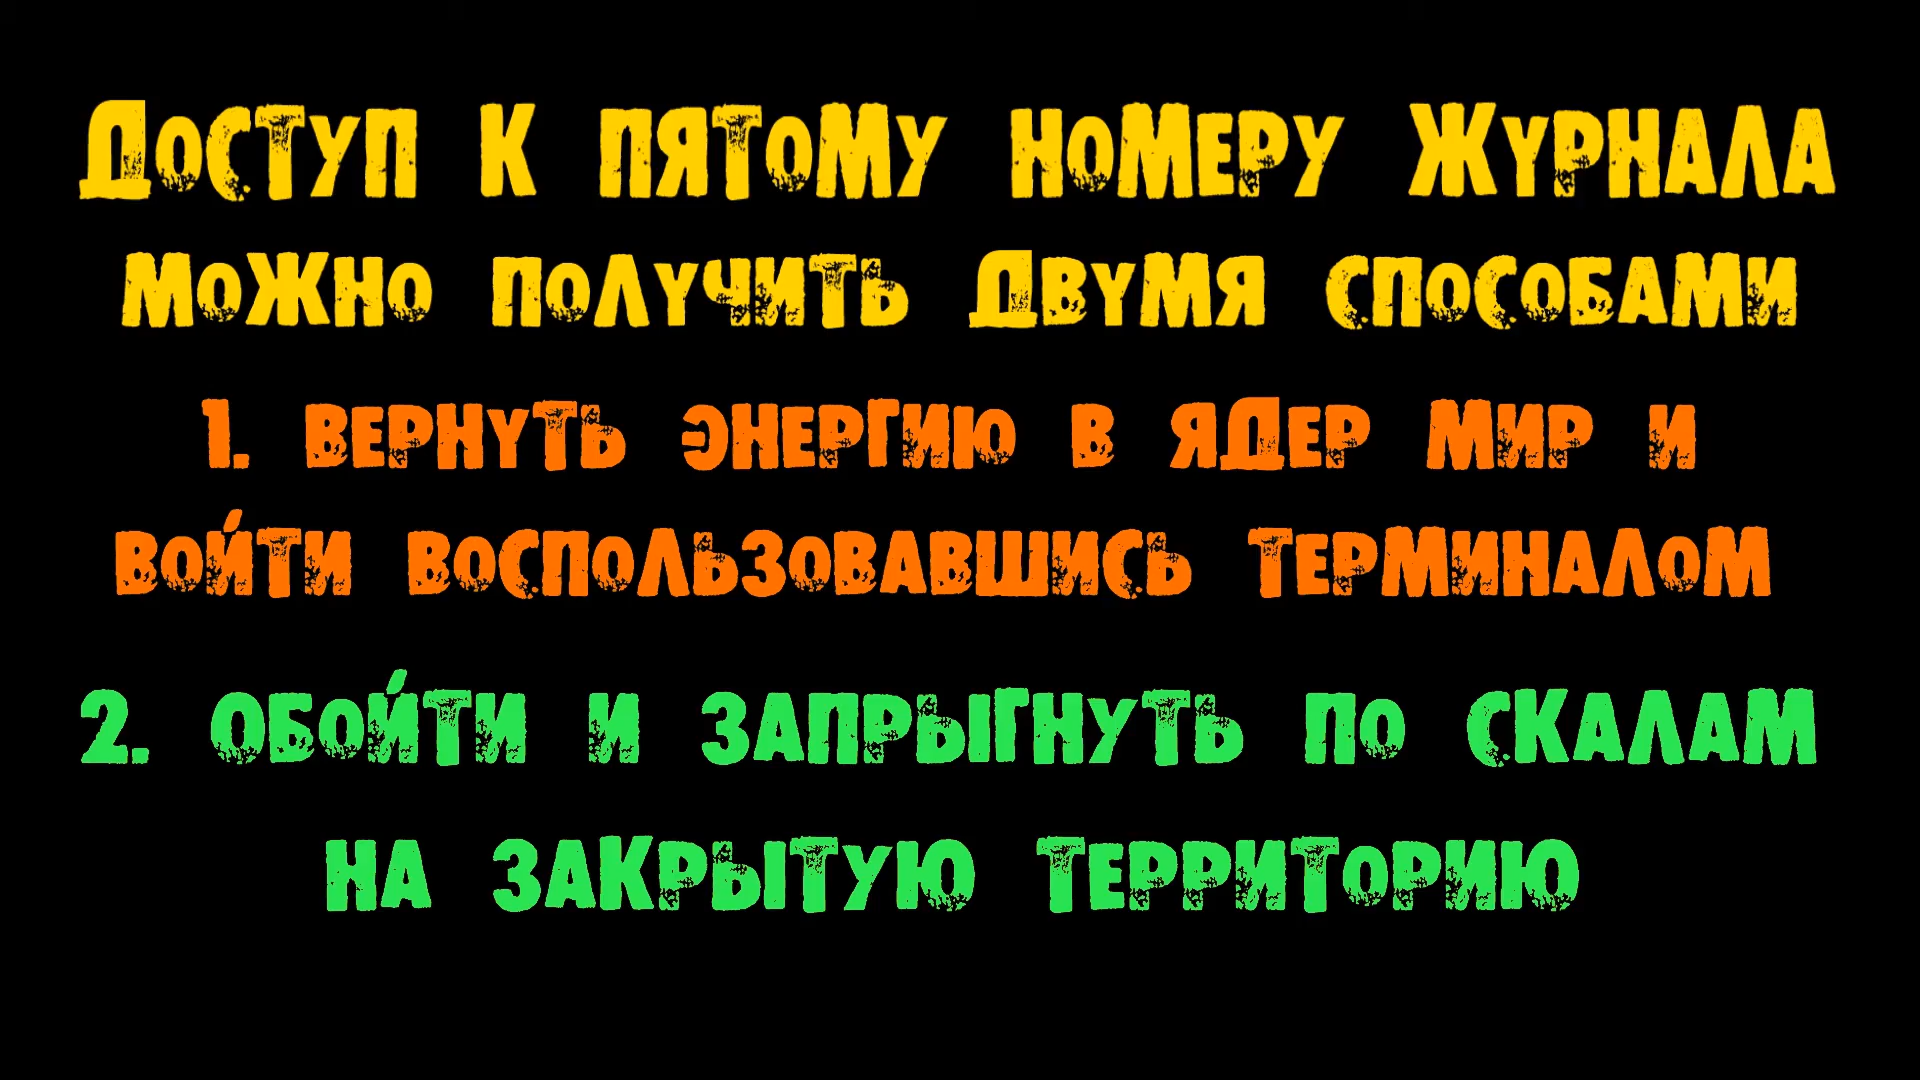 Доступ к пятому номеру журнала
можно получить двумя способами
1. Вернуть энергию в Ядер Мир и
войти воспользовавшись терминалом
2. Обойти и запрыгнуть по скалам
на закрытую территорию